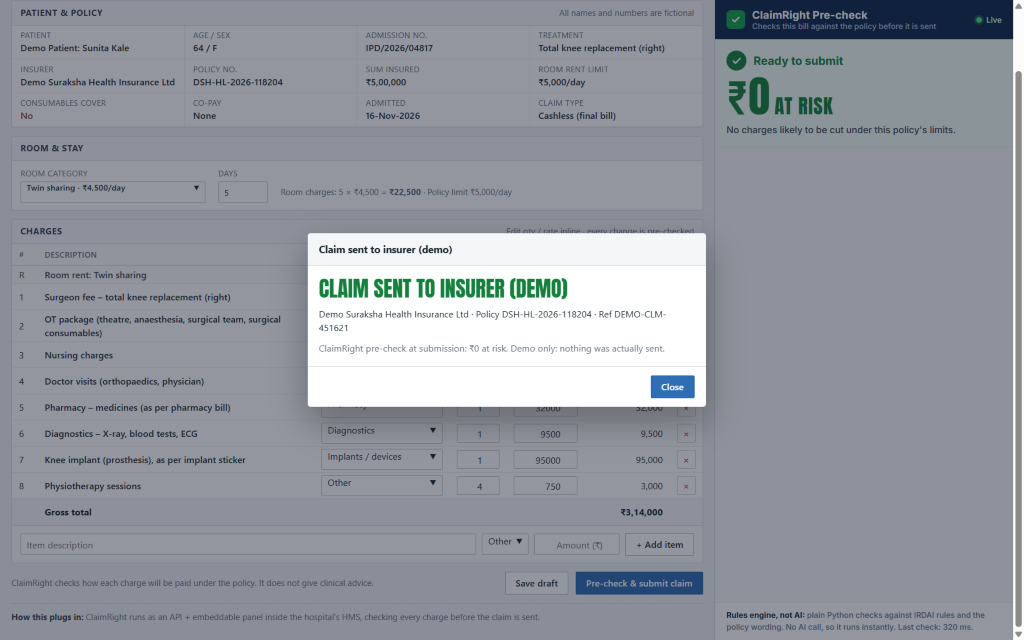 PATIENT & POLICY
All names and numbers are fictional
PATIENT
Demo Patient: Sunita Kale
AGE / SEX
64 / F
ADMISSION NO.
IPD/2026/04817
TREATMENT
Total knee replacement (right)
INSURER
Demo Suraksha Health Insurance Ltd
POLICY NO.
DSH-HL-2026-118204
SUM INSURED
₹5,00,000
ROOM RENT LIMIT
₹5,000/day
CONSUMABLES COVER
No
CO-PAY
None
ADMITTED
16-Nov-2026
CLAIM TYPE
Cashless (final bill)
ROOM & STAY
ROOM CATEGORY
Twin sharing · ₹4,500/day
DAYS
5
Room charges: 5 × ₹4,500 = ₹22,500 · Policy limit ₹5,000/day
CHARGES
Edit qty / rate inline · every change is pre-checked
# DESCRIPTION
R Room rent: Twin sharing
1 Surgeon fee – total knee replacement (right)
2 OT package (theatre, anaesthesia, surgical team, surgical
consumables)
3 Nursing charges
4 Doctor visits (orthopaedics, physician)
5 Pharmacy – medicines (as per pharmacy bill) 1 32000 32,000 ×
6 Diagnostics – X-ray, blood tests, ECG Diagnostics 1 9500 9,500 ×
7 Knee implant (prosthesis), as per implant sticker Implants / devices 1 95000 95,000 ×
8 Physiotherapy sessions Other 4 750 3,000 ×
Gross total ₹3,14,000
Item description Other Amount (₹) + Add item
ClaimRight checks how each charge will be paid under the policy. It does not give clinical advice.
Save draft
Pre-check & submit claim
How this plugs in: ClaimRight runs as an API + embeddable panel inside the hospital's HMS, checking every charge before the claim is sent.
Claim sent to insurer (demo)
CLAIM SENT TO INSURER (DEMO)
Demo Suraksha Health Insurance Ltd · Policy DSH-HL-2026-118204 · Ref DEMO-CLM-
451621
ClaimRight pre-check at submission: ₹0 at risk. Demo only: nothing was actually sent.
Close
ClaimRight Pre-check
Checks this bill against the policy before it is sent
Live
Ready to submit
₹0 AT RISK
No charges likely to be cut under this policy's limits.
Rules engine, not AI: plain Python checks against IRDAI rules and the
policy wording. No AI call, so it runs instantly. Last check: 320 ms.